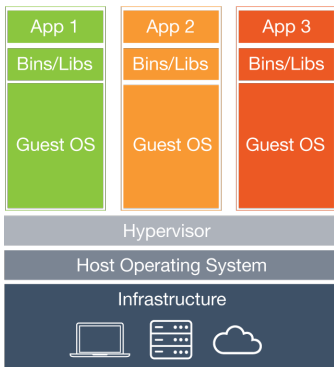 App 1 App 2 App 3
Bins/Libs Bins/Libs Bins/Libs
Guest OS Guest OS Guest OS
Hypervisor
Host Operating System
Infrastructure